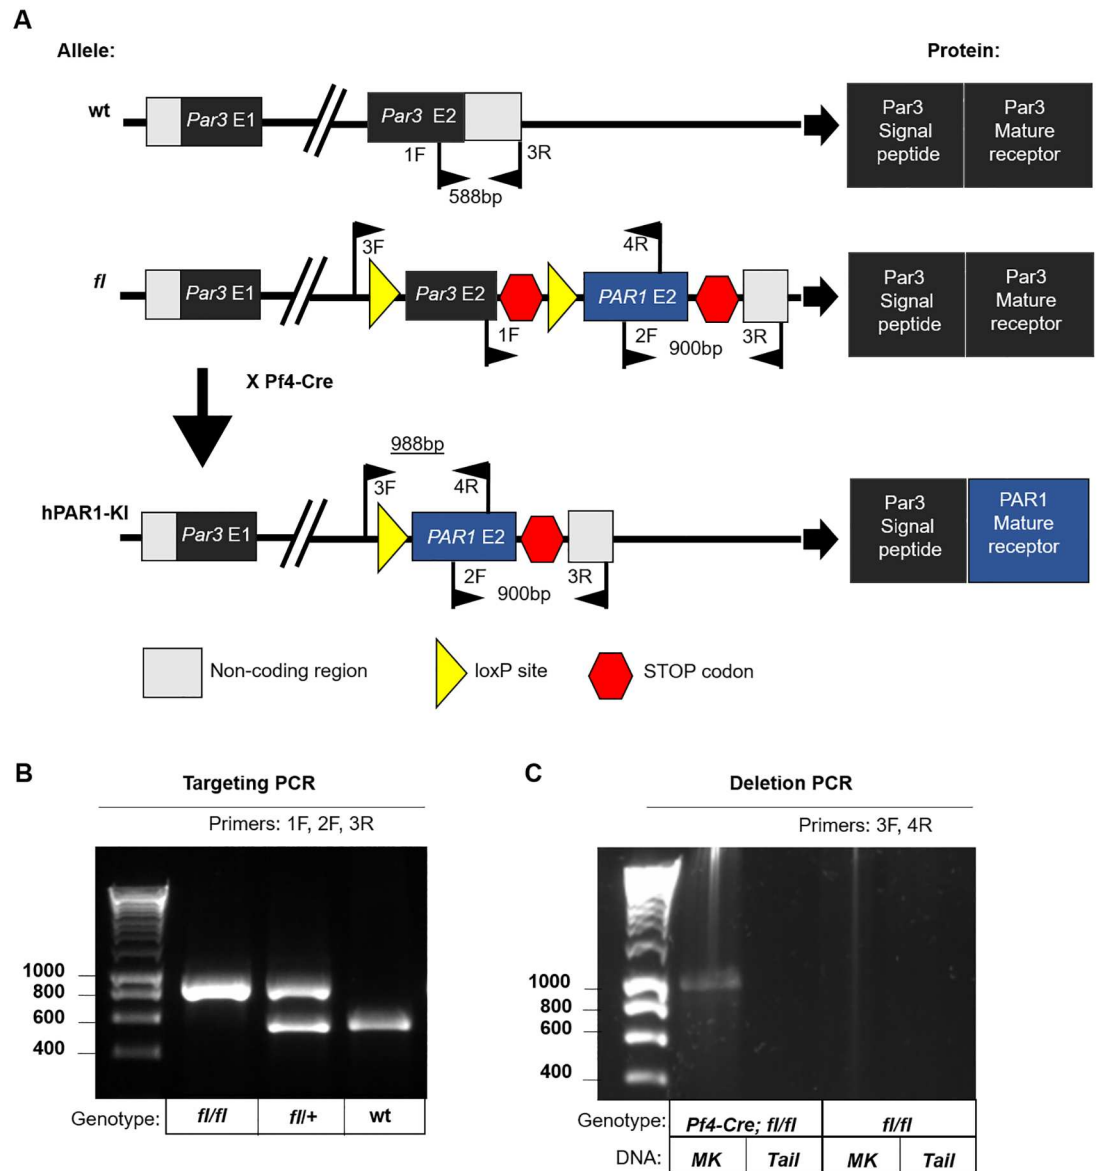 A
Allele:
Protein:
wt
Par3 E1
Par3 E2
1F
3R
588bp
Par3
Signal
peptide
Par3
Mature
receptor
fl
Par3 E1
3F
Par3 E2
1F
4R
PAR1 E2
2F
3R
900bp
Par3
Signal
peptide
Par3
Mature
receptor
X Pf4-Cre
hPAR1-KI
Par3 E1
988bp
3F
4R
PAR1 E2
2F
3R
900bp
Par3
Signal
peptide
PAR1
Mature
receptor
Non-coding region
loxP site
STOP codon
B
Targeting PCR
Primers: 1F, 2F, 3R
1000
800
600
400
Genotype:
fl/fl
fl/+
wt
C
Deletion PCR
Primers: 3F, 4R
1000
800
600
400
Genotype:
Pf4-Cre; fl/fl
fl/fl
DNA:
MK
Tail
MK
Tail